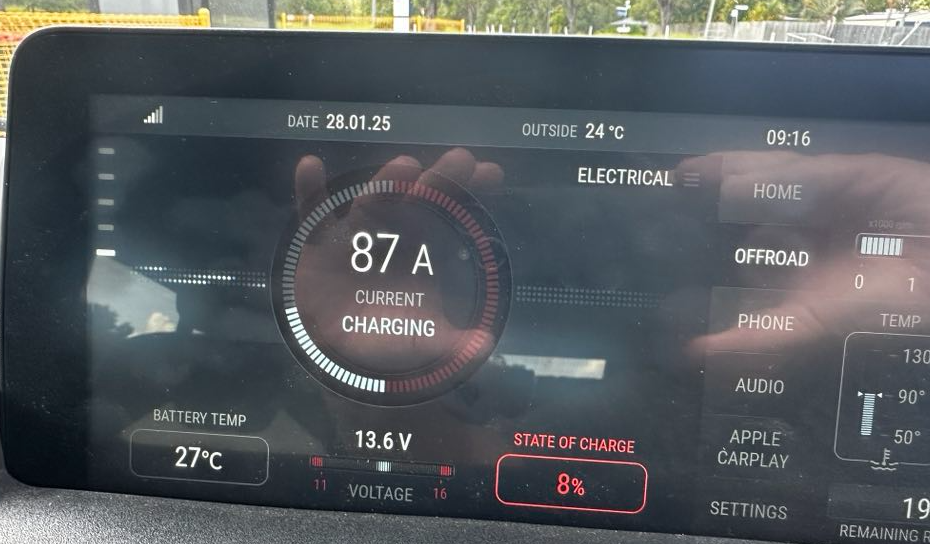 DATE 28.01.25
OUTSIDE 24 °C
09:16
ELECTRICAL
87 A
CURRENT
CHARGING
BATTERY TEMP
27°C
13.6 V
11
VOLTAGE
16
STATE OF CHARGE
8%
HOME
OFFROAD
PHONE
AUDIO
APPLE
CARPLAY
SETTINGS
x1000 rpm
0 1
TEMP
130
90°
50°
19
REMAINING R